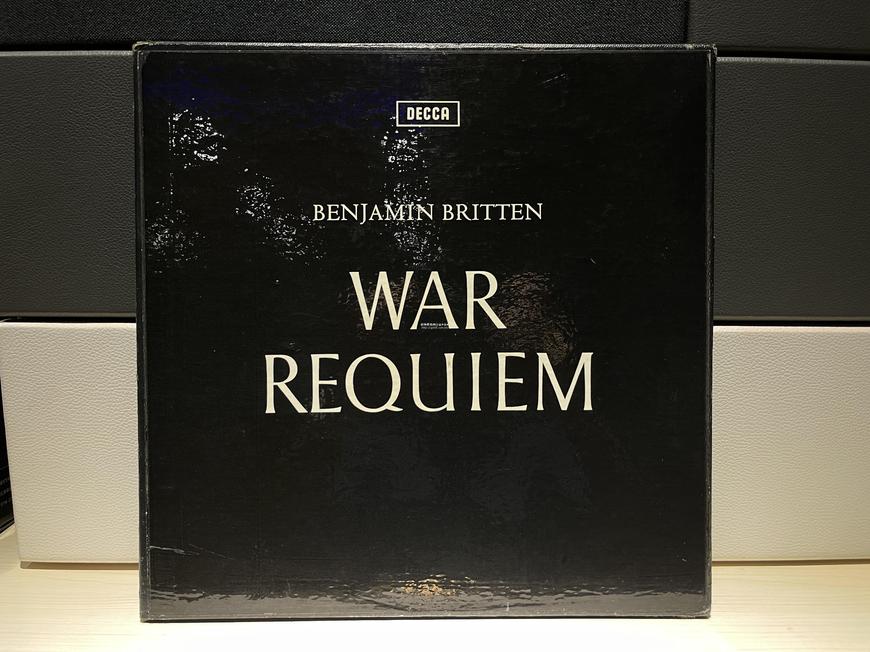 DECCA
BENJAMIN BRITTEN
WAR
REQUIEM